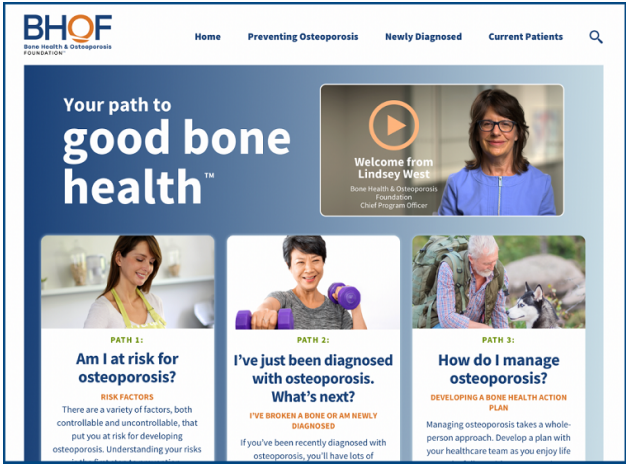 BHOF
Bone Health & Osteoporosis
FOUNDATION™
Home Preventing Osteoporosis Newly Diagnosed Current Patients
Your path to
good bone
health™
Welcome from
Lindsey West
Bone Health & Osteoporosis
Foundation
Chief Program Officer
PATH 1:
Am I at risk for
osteoporosis?
RISK FACTORS
There are a variety of factors, both
controllable and uncontrollable, that
put you at risk for developing
osteoporosis. Understanding your risks
PATH 2:
I've just been diagnosed
with osteoporosis.
What's next?
I'VE BROKEN A BONE OR AM NEWLY
DIAGNOSED
If you've been recently diagnosed with
osteoporosis, you'll have lots of
PATH 3:
How do I manage
osteoporosis?
DEVELOPING A BONE HEALTH ACTION
PLAN
Managing osteoporosis takes a whole-
person approach. Develop a plan with
your healthcare team as you enjoy life